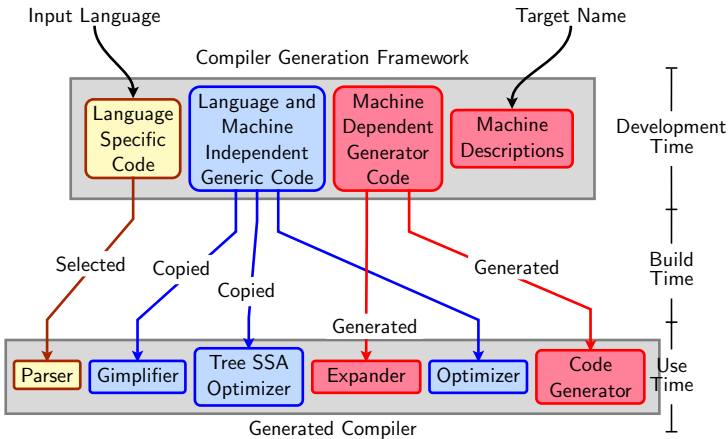 Input Language
Target Name
Compiler Generation Framework
Language
Specific
Code
Language and
Machine
Independent
Generic Code
Machine
Dependent
Generator
Code
Machine
Descriptions
Development
Time
Selected
Copied
Copied
Generated
Generated
Build
Time
Parser
Gimplifier
Tree SSA
Optimizer
Expander
Optimizer
Code
Generator
Use
Time
Generated Compiler